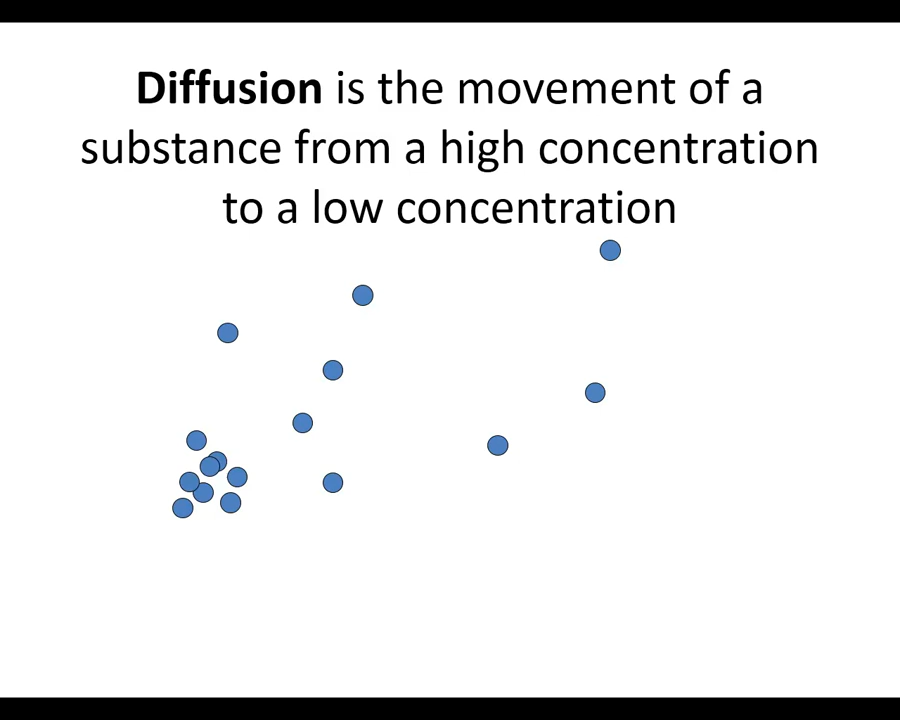 Diffusion is the movement of a
substance from a high concentration
to a low concentration